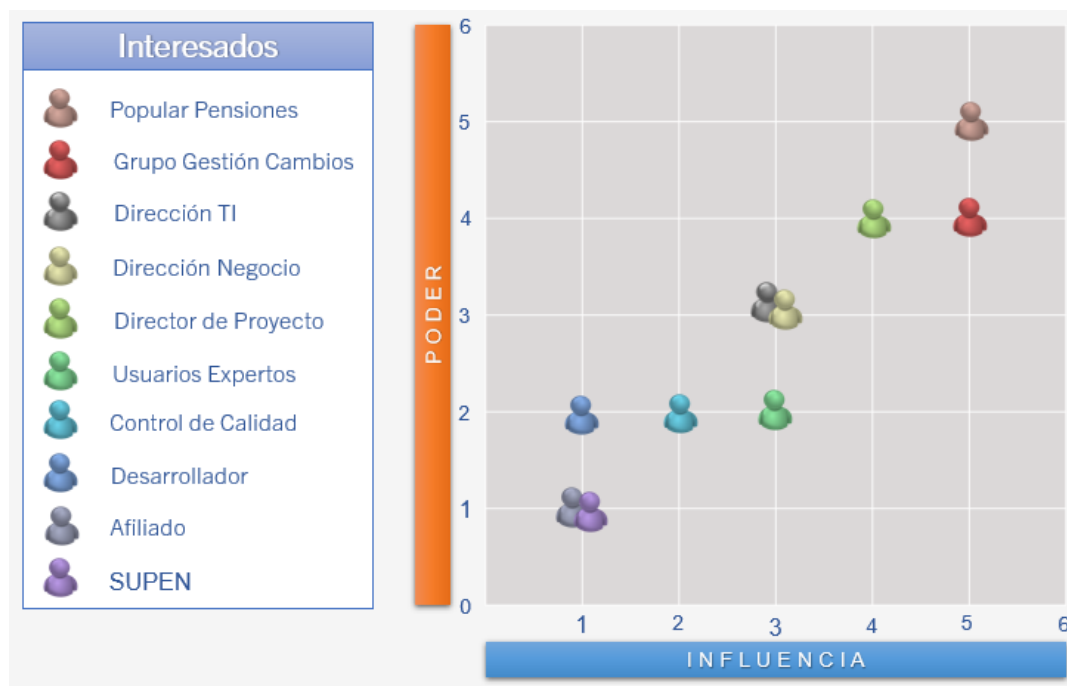 Interesados
Popular Pensiones
Grupo Gestión Cambios
Dirección TI
Dirección Negocio
Director de Proyecto
Usuarios Expertos
Control de Calidad
Desarrollador
Afiliado
SUPEN
PODER
6
5
4
3
2
1
0
1 2 3 4 5 6
INFLUENCIA